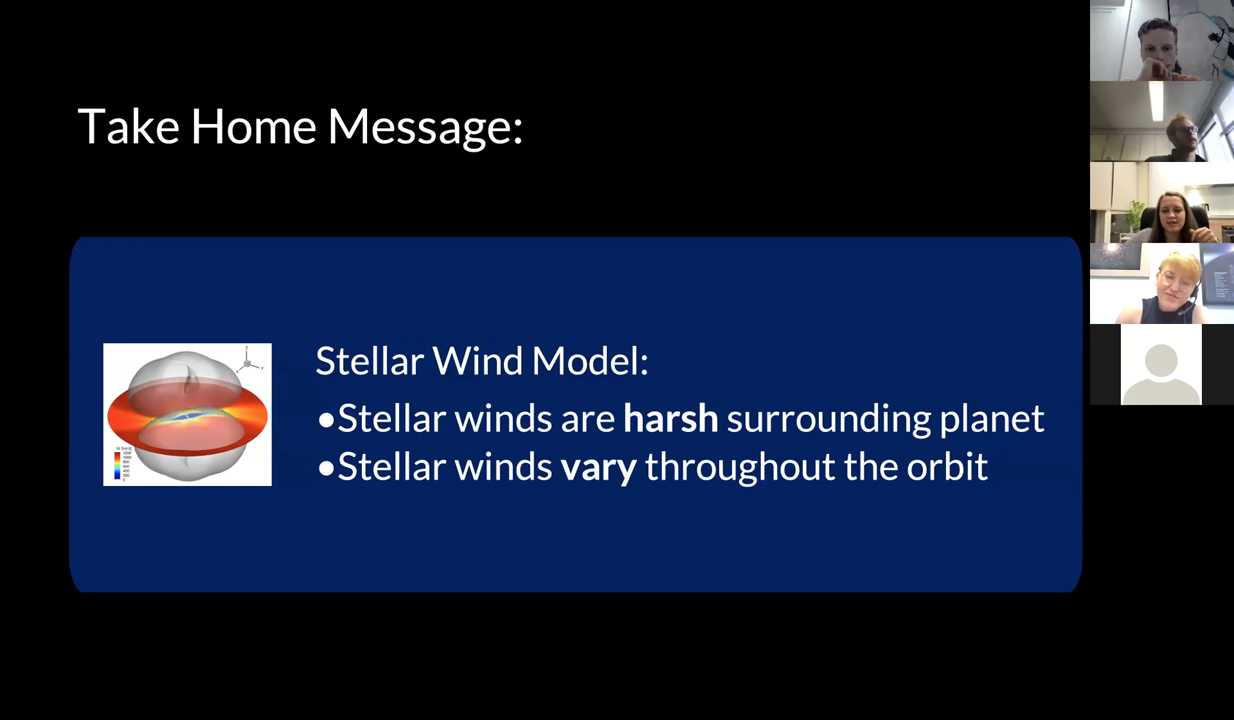 Take Home Message:
Stellar Wind Model:
•Stellar winds are harsh surrounding planet
•Stellar winds vary throughout the orbit